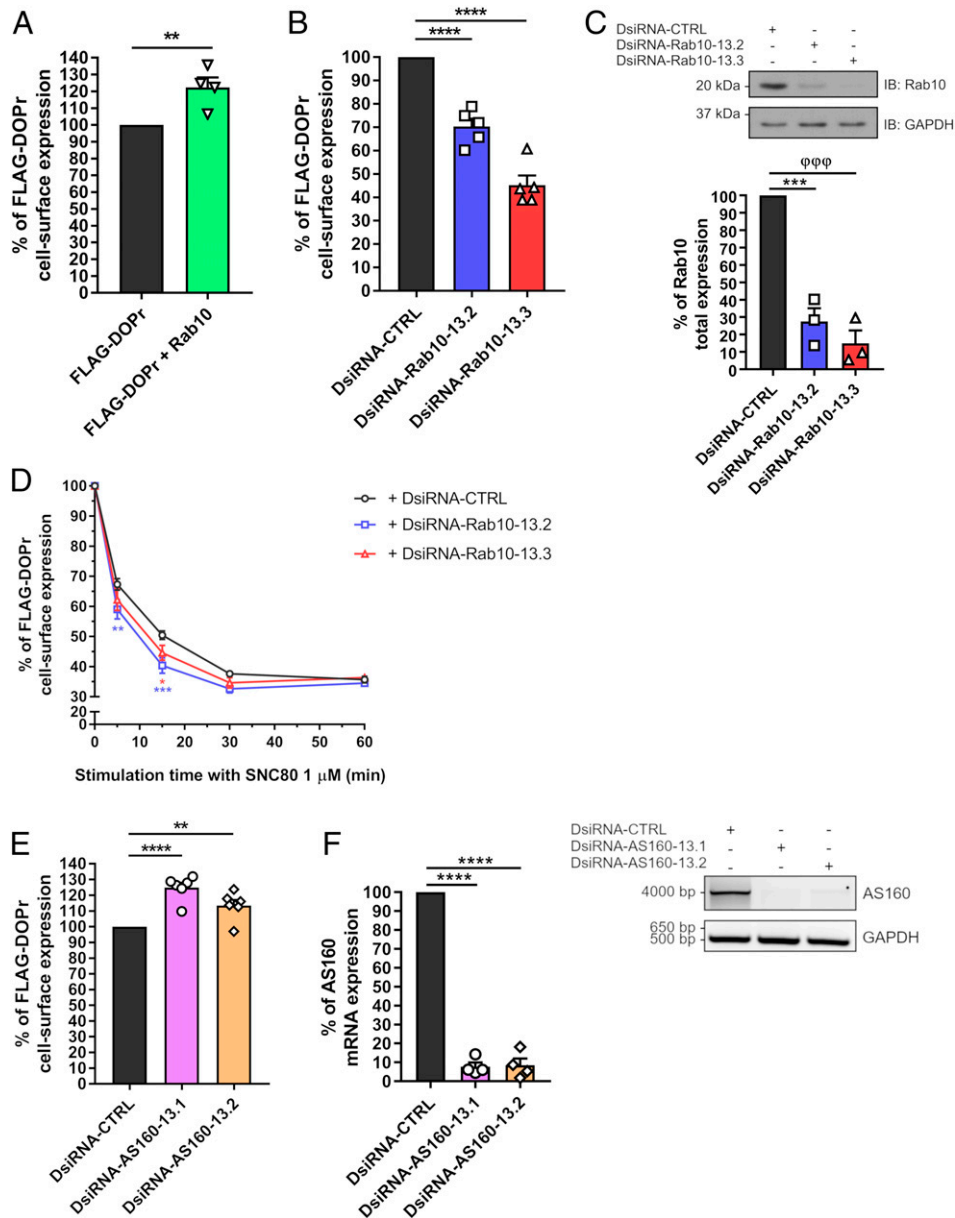 A
% of FLAG-DOPr
cell-surface expression
140
130
120
110
100
90
80
70
60
50
40
30
20
10
0
**
FLAG-DOPr
FLAG-DOPr + Rab10
B
% of FLAG-DOPr
cell-surface expression
100
90
80
70
60
50
40
30
20
10
0
****
****
DsiRNA-CTRL
DsiRNA-Rab10-13.2
DsiRNA-Rab10-13.3
C
DsiRNA-CTRL + - -
DsiRNA-Rab10-13.2 - + -
DsiRNA-Rab10-13.3 - - +
20 kDa
IB: Rab10
37 kDa
IB: GAPDH
% of Rab10
total expression
100
90
80
70
60
50
40
30
20
10
0
φφφ
***
DsiRNA-CTRL
DsiRNA-Rab10-13.2
DsiRNA-Rab10-13.3
D
% of FLAG-DOPr
cell-surface expression
100
90
80
70
60
50
40
30
20
0
**
*
***
0 10 20 30 40 50 60
Stimulation time with SNC80 1 μM (min)
+ DsiRNA-CTRL
+ DsiRNA-Rab10-13.2
+ DsiRNA-Rab10-13.3
E
% of FLAG-DOPr
cell-surface expression
140
130
120
110
100
90
80
70
60
50
40
30
20
10
0
**
****
DsiRNA-CTRL
DsiRNA-AS160-13.1
DsiRNA-AS160-13.2
F
% of AS160
mRNA expression
100
90
80
70
60
50
40
30
20
10
0
****
****
DsiRNA-CTRL
DsiRNA-AS160-13.1
DsiRNA-AS160-13.2
DsiRNA-CTRL + - -
DsiRNA-AS160-13.1 - + -
DsiRNA-AS160-13.2 - - +
4000 bp
AS160
650 bp
500 bp
GAPDH